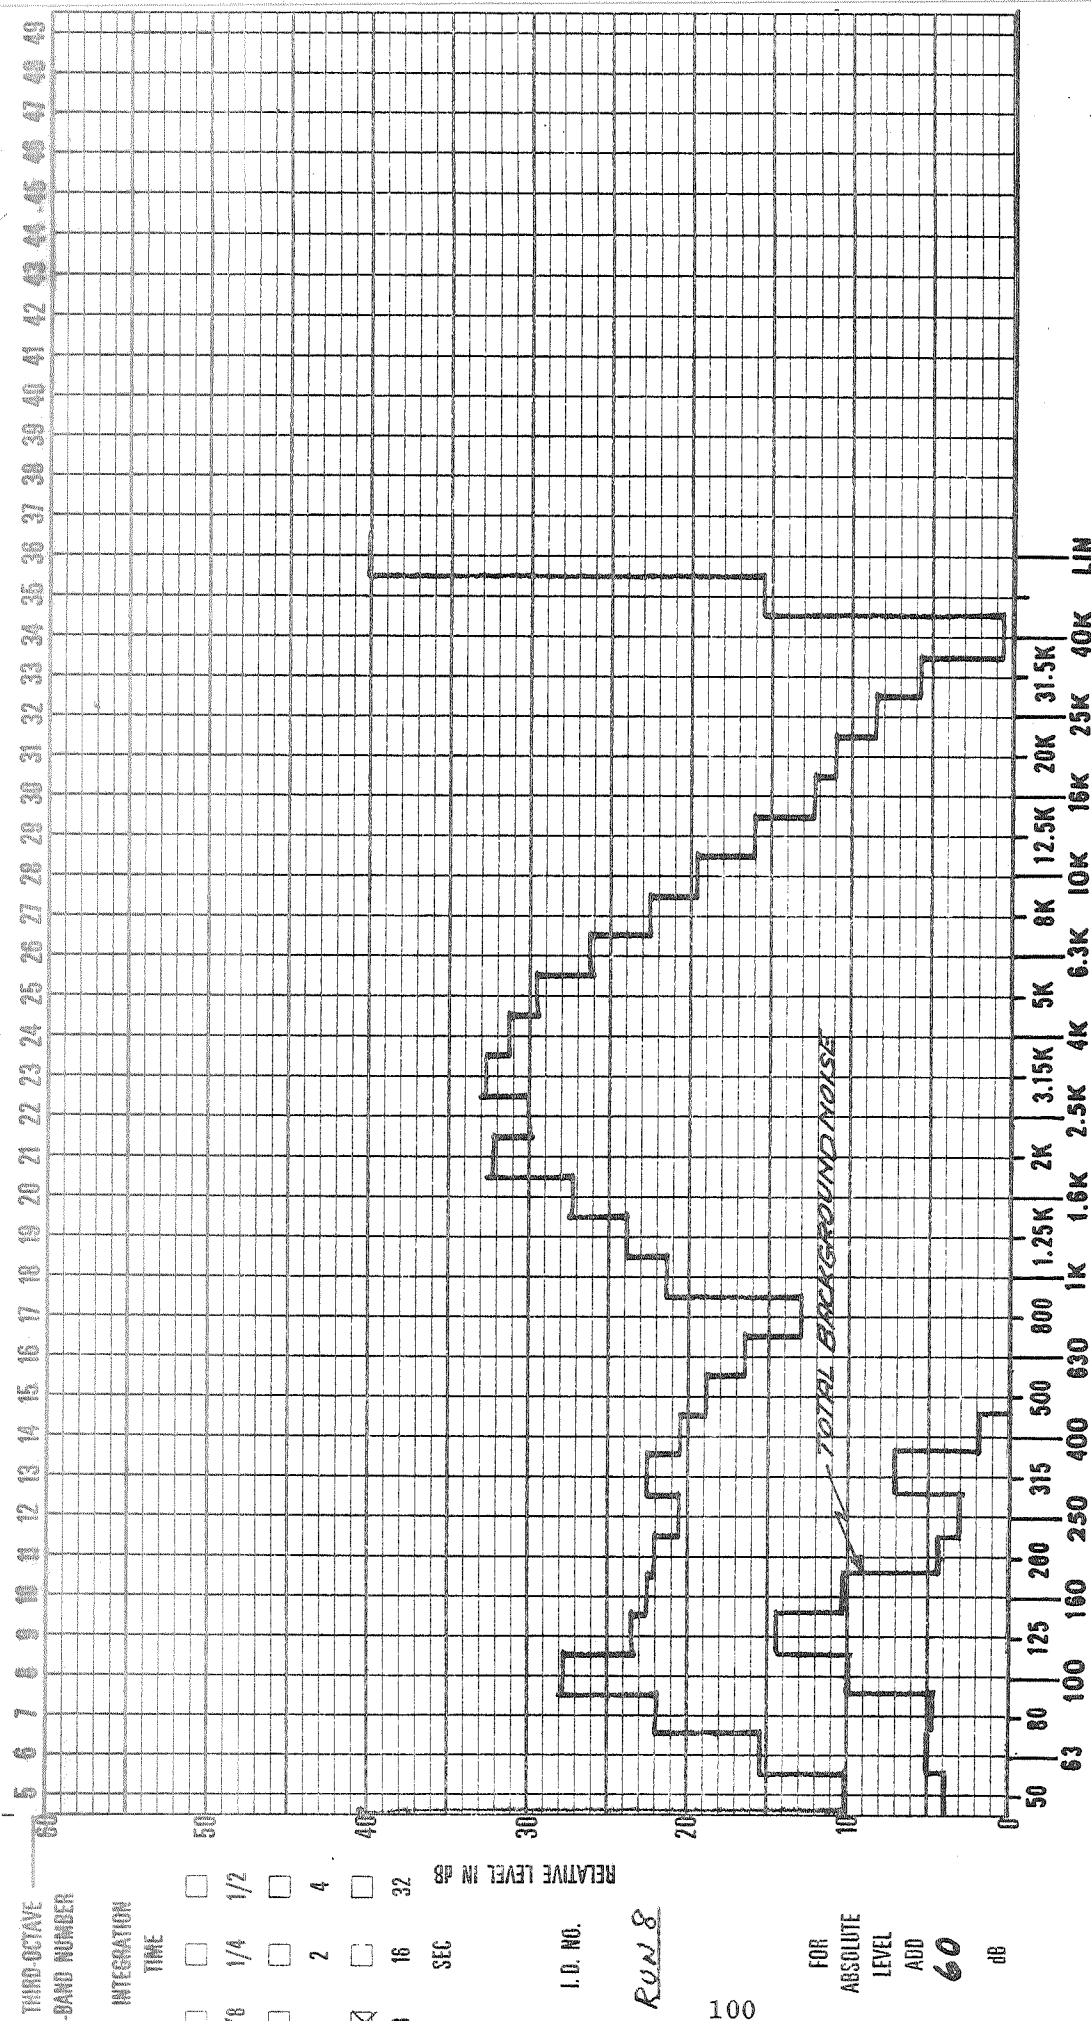 THIRD-OCTAVE
-BAND NUMBER
5 6 7 8 9 10 11 12 13 14 15 16 17 18 19 20 21 22 23 24 25 26 27 28 29 30 31 32 33 34 35 36 37 38 39 40 41 42 43 44 45 46 47 48 49
INTEGRATION
TIME
1/4 1/2
2 4
16 32
SEC
RELATIVE LEVEL IN dB
60
50
40
30
20
10
0
I.D. NO.
RUN 8
FOR
ABSOLUTE
LEVEL
ADD
60
dB
TOTAL BACKGROUND NOISE
50 80 125 200 315 500 800 1.25K 2K 3.15K 5K 8K 12.5K 20K 31.5K
63 100 160 250 400 630 1K 1.6K 2.5K 4K 6.3K 10K 16K 25K 40K LIN
100